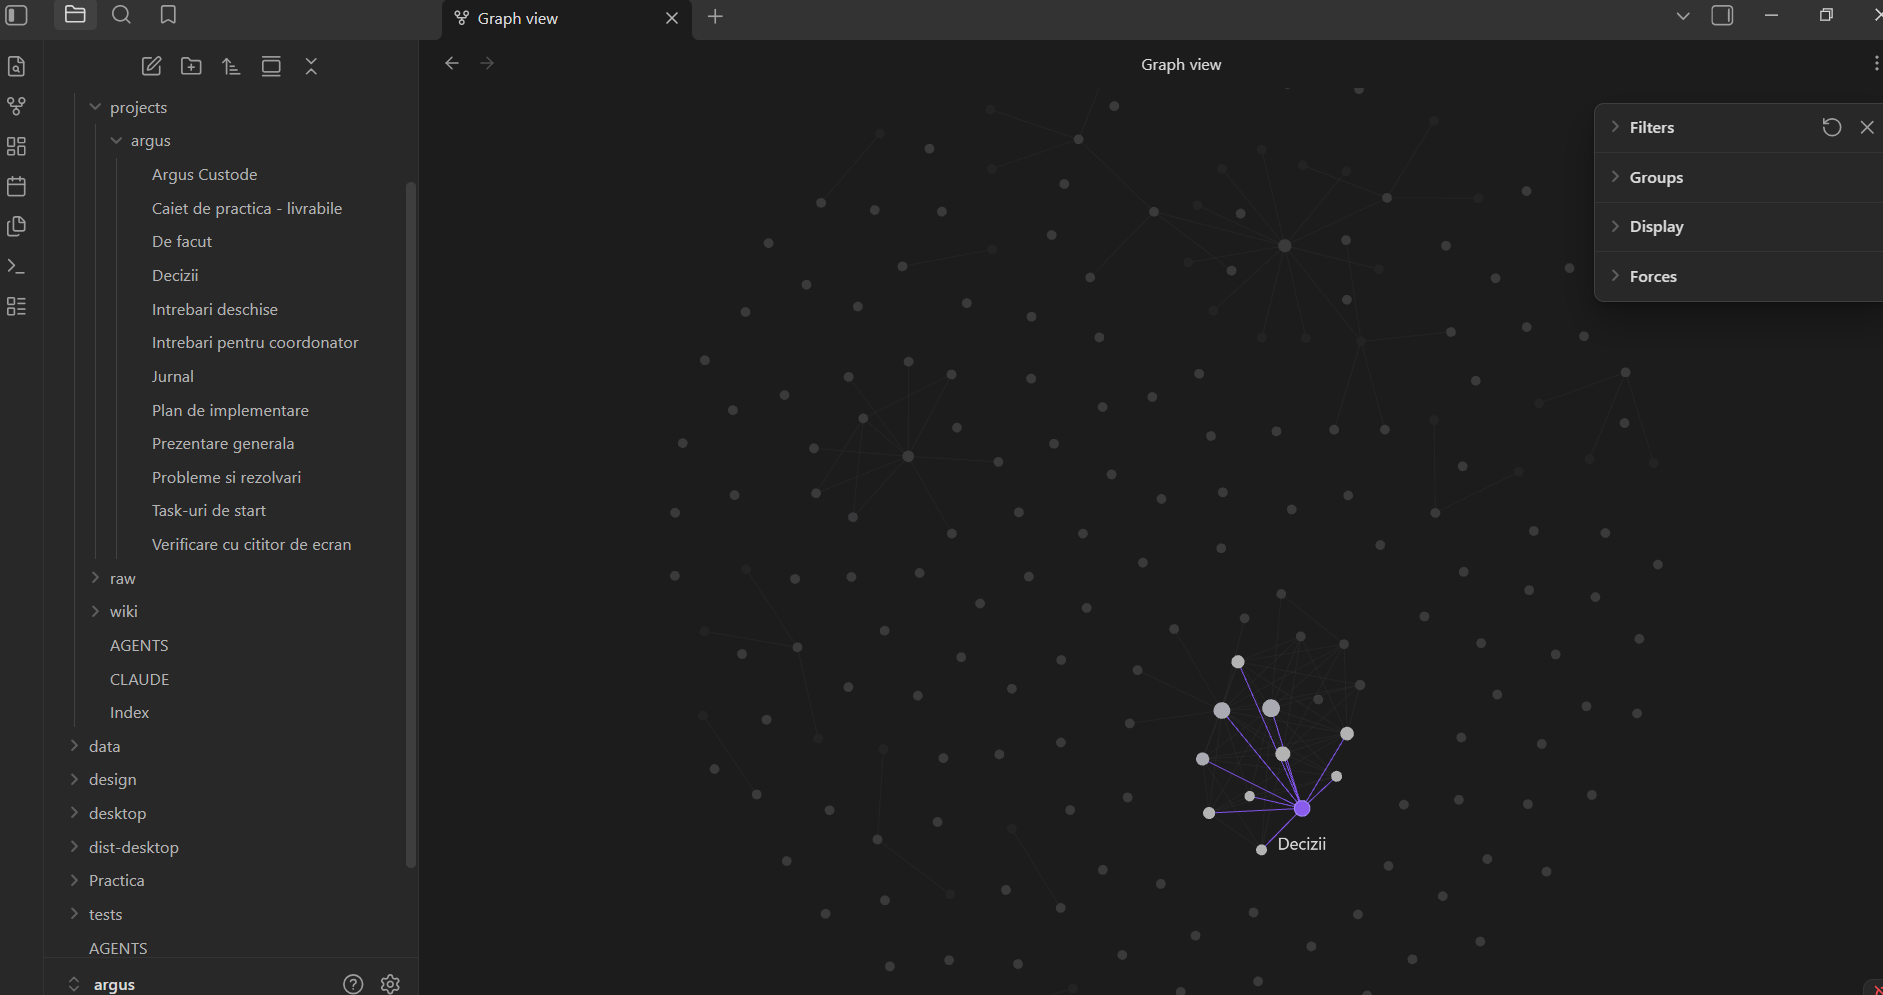 Graph view
Graph view
projects
argus
Argus Custode
Caiet de practica - livrabile
De facut
Decizii
Intrebari deschise
Intrebari pentru coordonator
Jurnal
Plan de implementare
Prezentare generala
Probleme si rezolvari
Task-uri de start
Verificare cu cititor de ecran
raw
wiki
AGENTS
CLAUDE
Index
data
design
desktop
dist-desktop
Practica
tests
AGENTS
argus
Filters
Groups
Display
Forces
Decizii